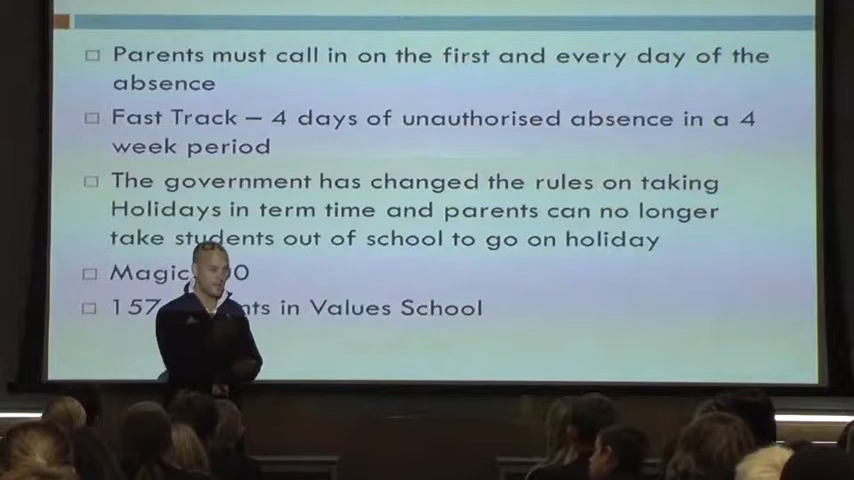 Parents must call in on the first and every day of the
absence
Fast Track – 4 days of unauthorised absence in a 4
week period
The government has changed the rules on taking
Holidays in term time and parents can no longer
take students out of school to go on holiday
Magic
157 in Values School